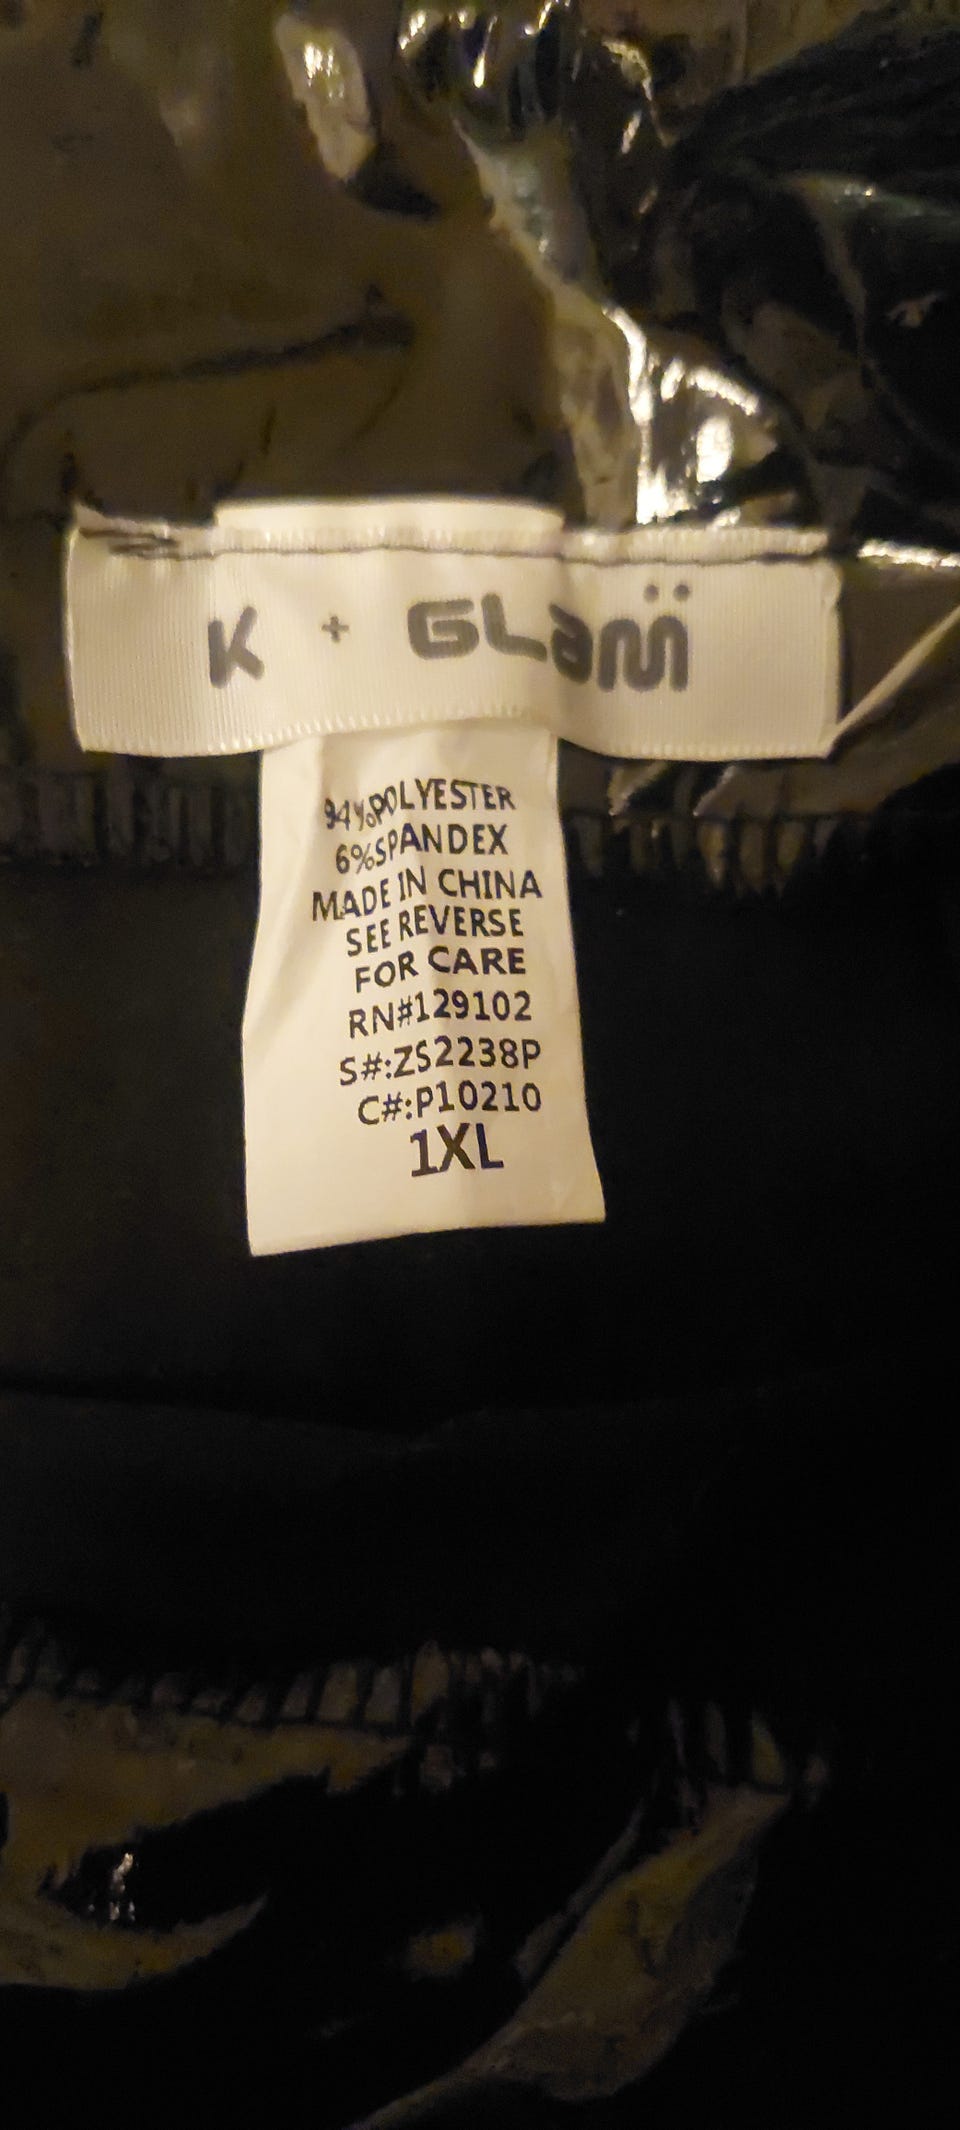 K + GLam̈
94%POLYESTER
6%SPANDEX
MADE IN CHINA
SEE REVERSE
FOR CARE
RN#129102
S#:ZS2238P
C#:P10210
1XL